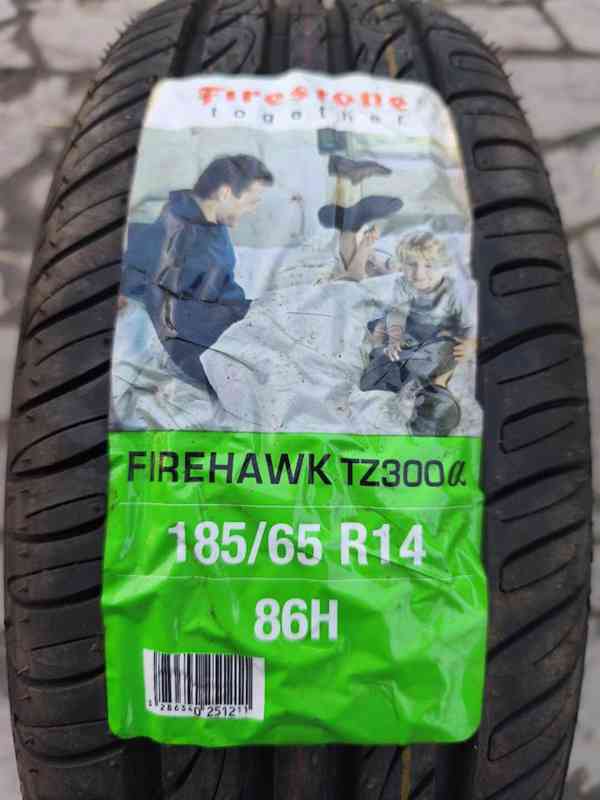 Firestone
together
FIREHAWK TZ300α
185/65 R14
86H